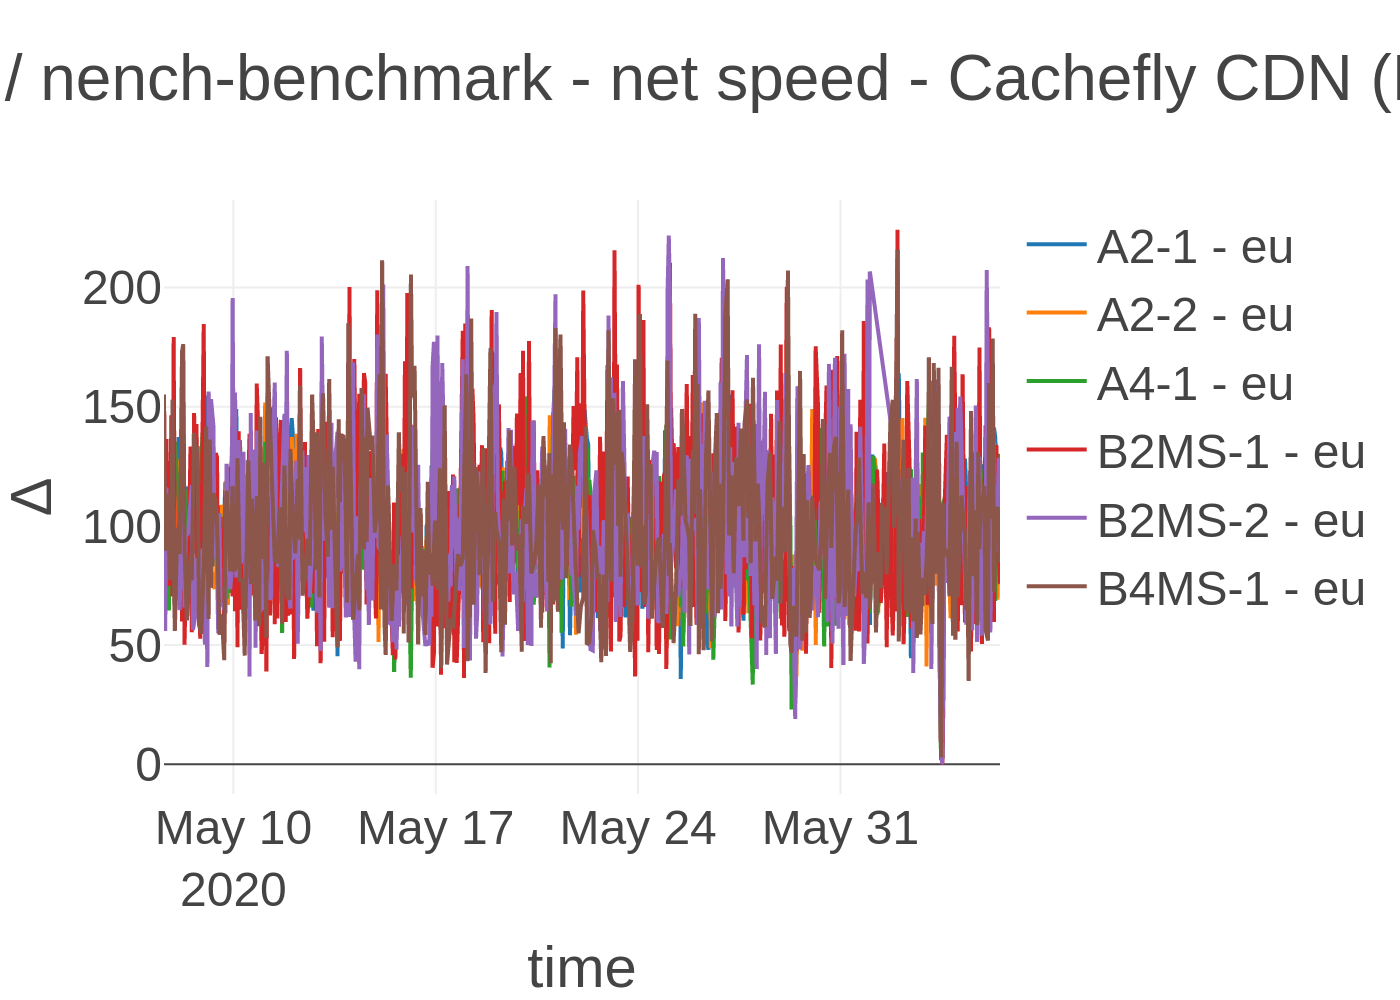 / nench-benchmark - net speed - Cachefly CDN (
200
150
100
50
0
Δ
May 10
2020
May 17
May 24
May 31
time
A2-1 - eu
A2-2 - eu
A4-1 - eu
B2MS-1 - eu
B2MS-2 - eu
B4MS-1 - eu